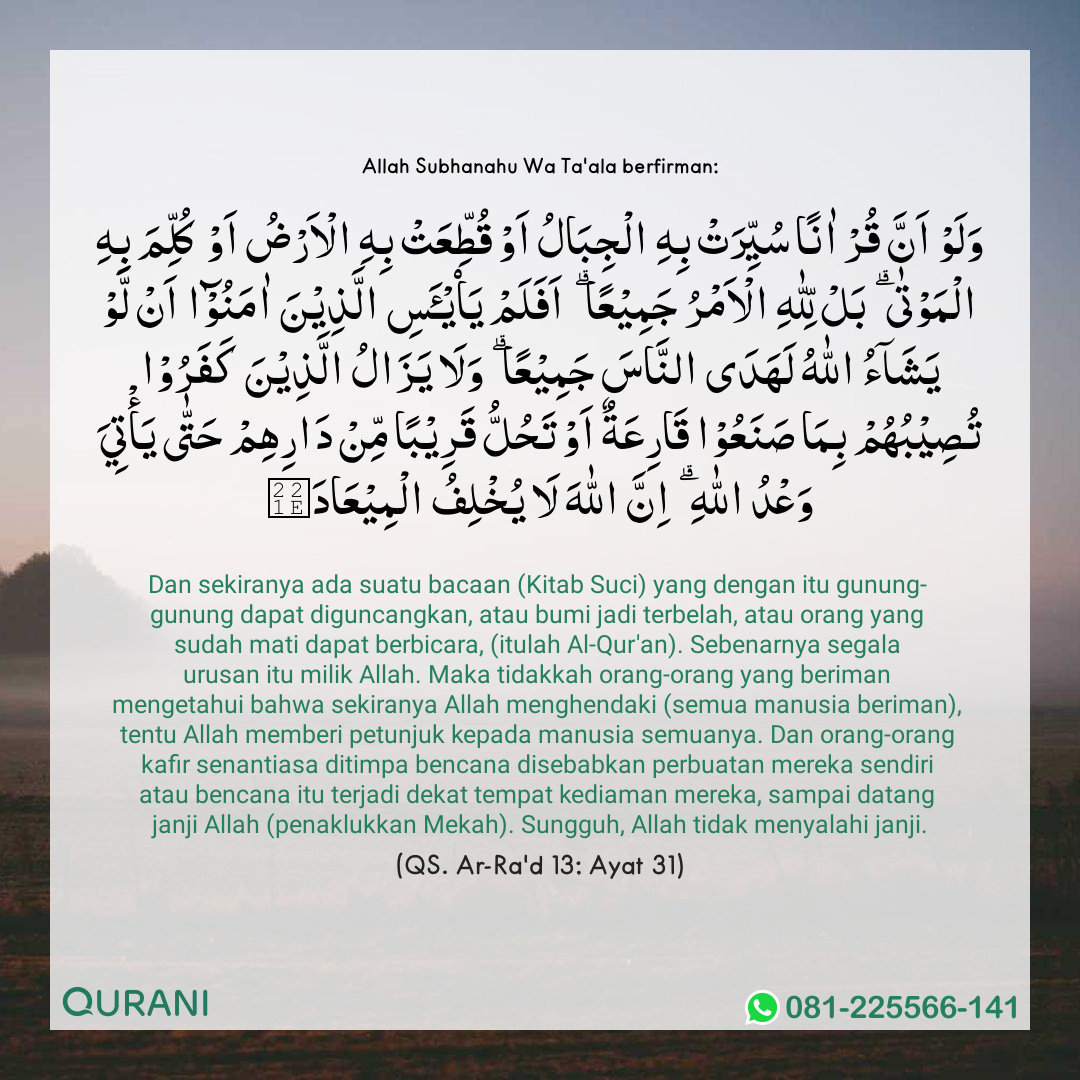 Allah Subhanahu Wa Ta'ala berfirman:
وَلَوْ اَنَّ قُرْاٰنًا سُيِّرَتْ بِهِ الْجِبَالُ اَوْ قُطِّعَتْ بِهِ الْاَرْضُ اَوْ كُلِّمَ بِهِ
الْمَوْتٰىۗ بَلْ لِّلّٰهِ الْاَمْرُ جَمِيْعًاۗ اَفَلَمْ يَا۟يْـَٔسِ الَّذِيْنَ اٰمَنُوْٓا اَنْ لَّوْ
يَشَاۤءُ اللّٰهُ لَهَدَى النَّاسَ جَمِيْعًاۗ وَلَا يَزَالُ الَّذِيْنَ كَفَرُوْا
تُصِيْبُهُمْ بِمَا صَنَعُوْا قَارِعَةٌ اَوْ تَحُلُّ قَرِيْبًا مِّنْ دَارِهِمْ حَتّٰى يَأْتِيَ
وَعْدُ اللّٰهِ ۗاِنَّ اللّٰهَ لَا يُخْلِفُ الْمِيْعَادَ
Dan sekiranya ada suatu bacaan (Kitab Suci) yang dengan itu gunung-
gunung dapat diguncangkan, atau bumi jadi terbelah, atau orang yang
sudah mati dapat berbicara, (itulah Al-Qur'an). Sebenarnya segala
urusan itu milik Allah. Maka tidakkah orang-orang yang beriman
mengetahui bahwa sekiranya Allah menghendaki (semua manusia beriman),
tentu Allah memberi petunjuk kepada manusia semuanya. Dan orang-orang
kafir senantiasa ditimpa bencana disebabkan perbuatan mereka sendiri
atau bencana itu terjadi dekat tempat kediaman mereka, sampai datang
janji Allah (penaklukkan Mekah). Sungguh, Allah tidak menyalahi janji.
(QS. Ar-Ra'd 13: Ayat 31)
QURANI
081-225566-141